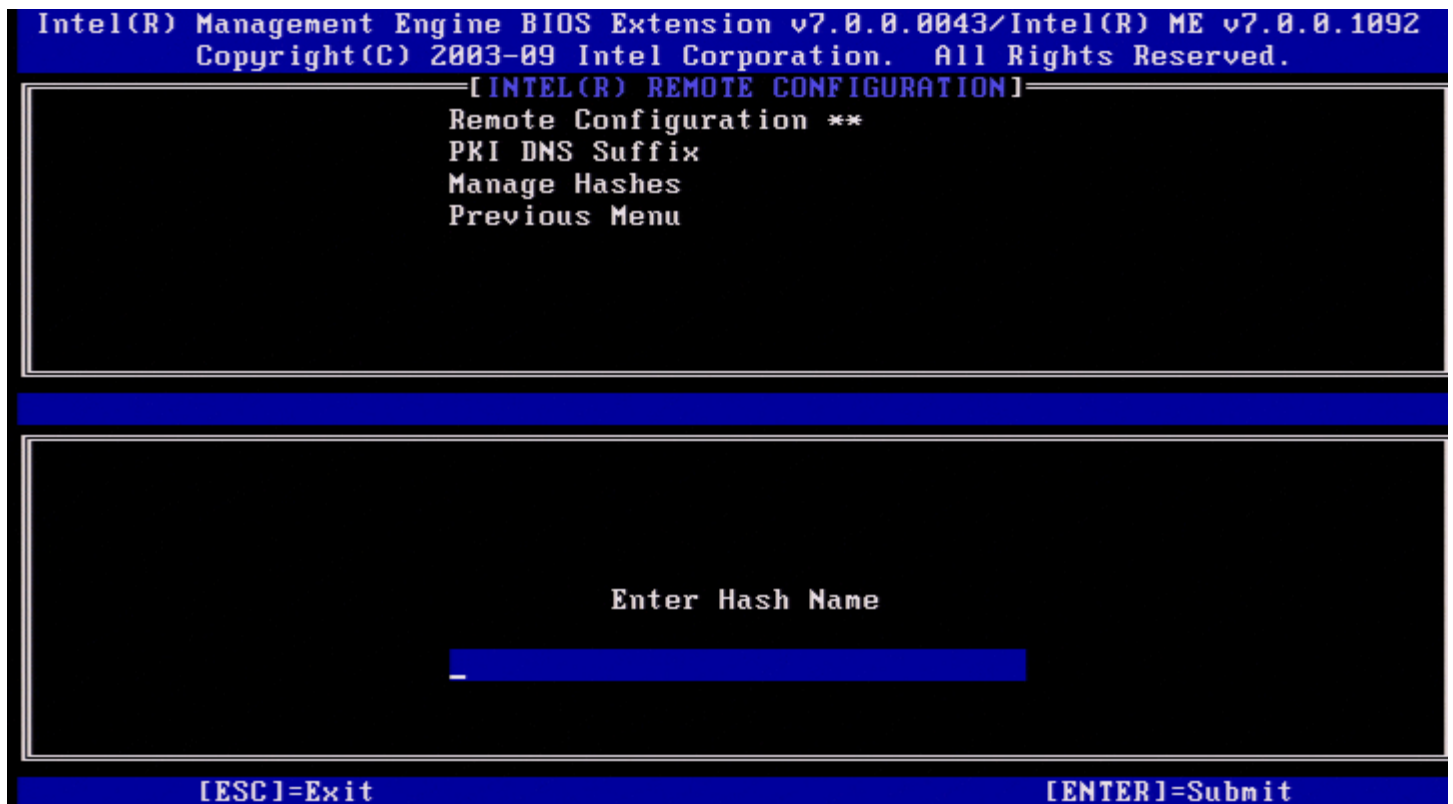 Intel(R) Management Engine BIOS Extension v7.0.0.0043/Intel(R) ME v7.0.0.1092
Copyright(C) 2003-09 Intel Corporation. All Rights Reserved.
[INTEL(R) REMOTE CONFIGURATION]
Remote Configuration **
PKI DNS Suffix
Manage Hashes
Previous Menu
Enter Hash Name
[ESC]=Exit [ENTER]=Submit